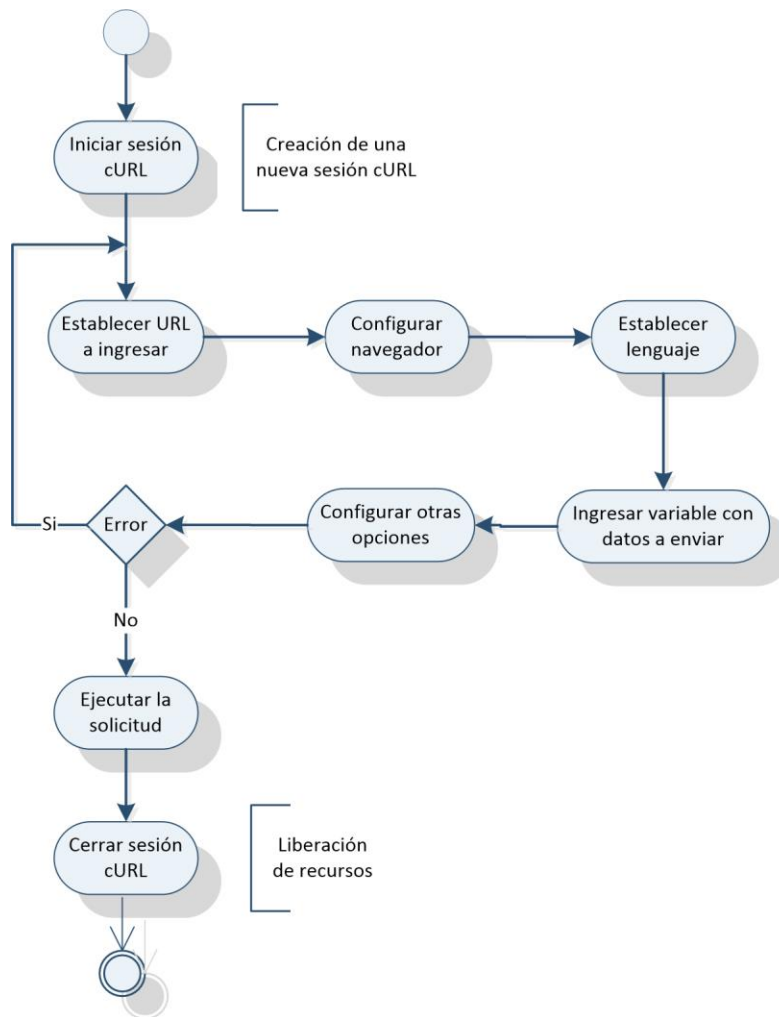 Iniciar sesión
cURL
Creación de una
nueva sesión cURL
Establecer URL
a ingresar
Configurar
navegador
Establecer
lenguaje
Ingresar variable con
datos a enviar
Configurar otras
opciones
Error
Si
No
Ejecutar la
solicitud
Cerrar sesión
cURL
Liberación
de recursos